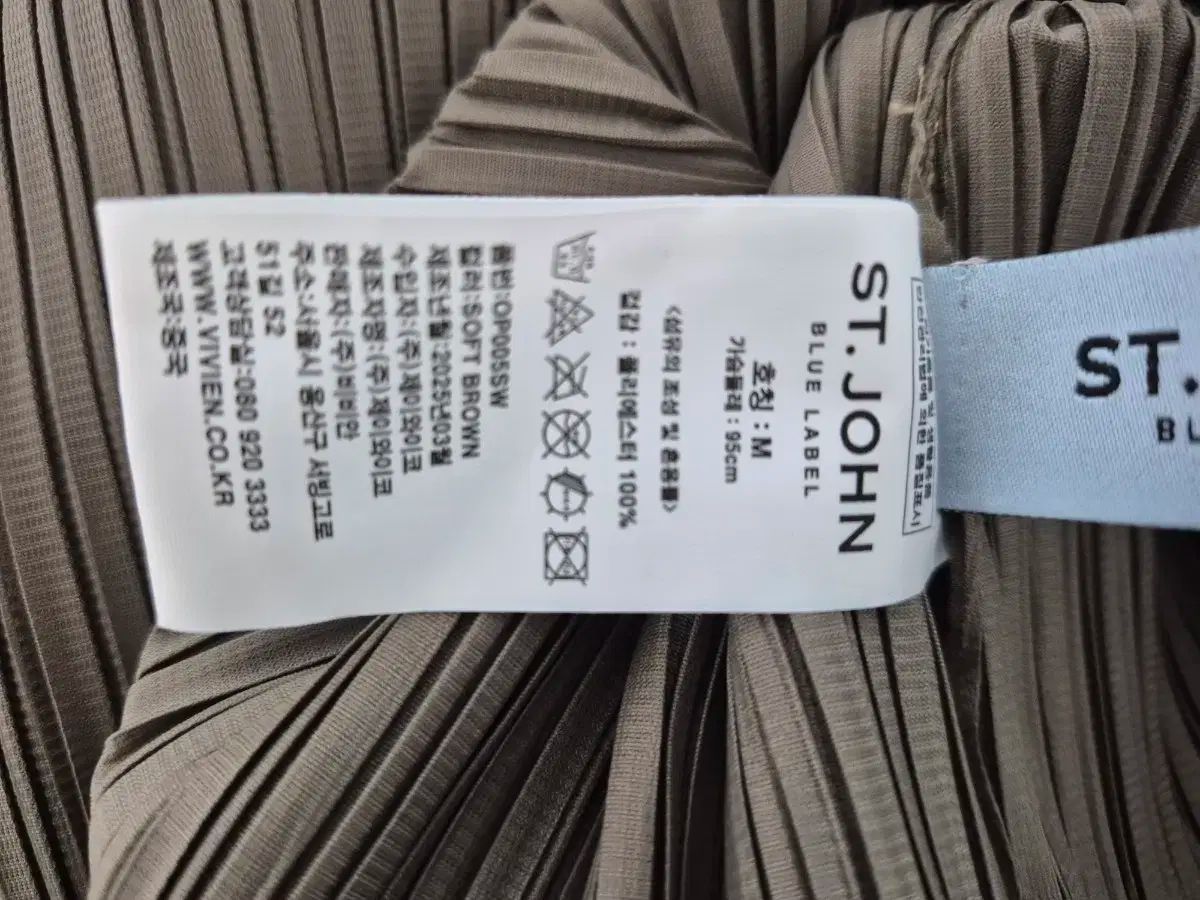 ST. JOHN
BLUE LABEL
호칭 : M
가슴둘레 : 95cm
<섬유의 조성 및 혼용률>
겉감 : 폴리에스터 100%
품번:OP005SW
컬러:SOFT BROWN
제조년월:2025년03월
수입자:(주)제이와이코
제조자명:(주)제이와이코
판매자:(주)비비안
주소:서울시 용산구 서빙고로
51길 52
고객상담실:080 920 3333
WWW.VIVIEN.CO.KR
제조국:중국
ST.